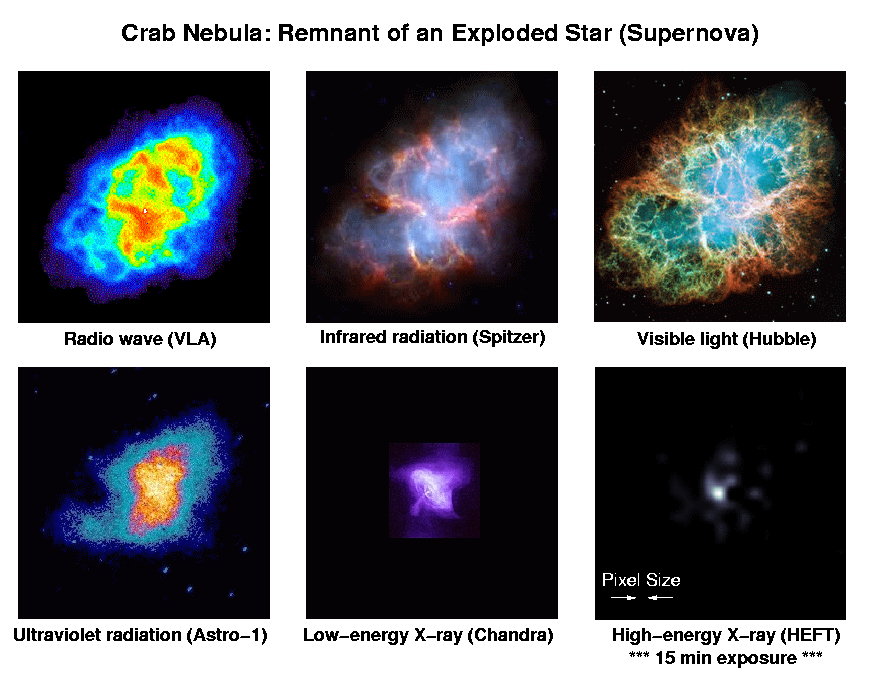 Crab Nebula: Remnant of an Exploded Star (Supernova)
Radio wave (VLA)
Infrared radiation (Spitzer)
Visible light (Hubble)
Pixel Size
Ultraviolet radiation (Astro-1)
Low-energy X-ray (Chandra)
High-energy X-ray (HEFT)
*** 15 min exposure ***